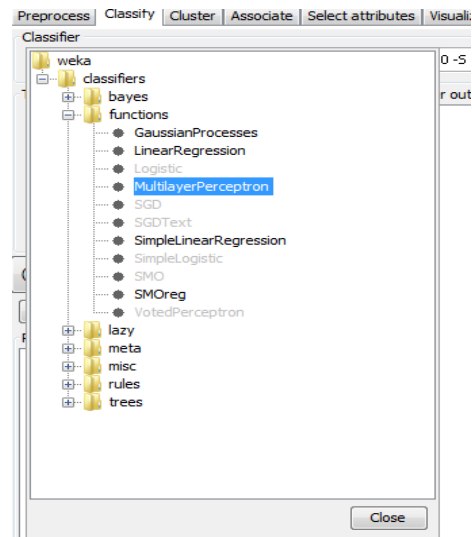 Preprocess Classify Cluster Associate Select attributes Visuali
Classifier
weka
0 -S
classifiers
bayes
r out
functions
GaussianProcesses
LinearRegression
Logistic
MultilayerPerceptron
SGD
SGDText
SimpleLinearRegression
SimpleLogistic
SMO
SMOreg
VotedPerceptron
lazy
meta
misc
rules
trees
Close